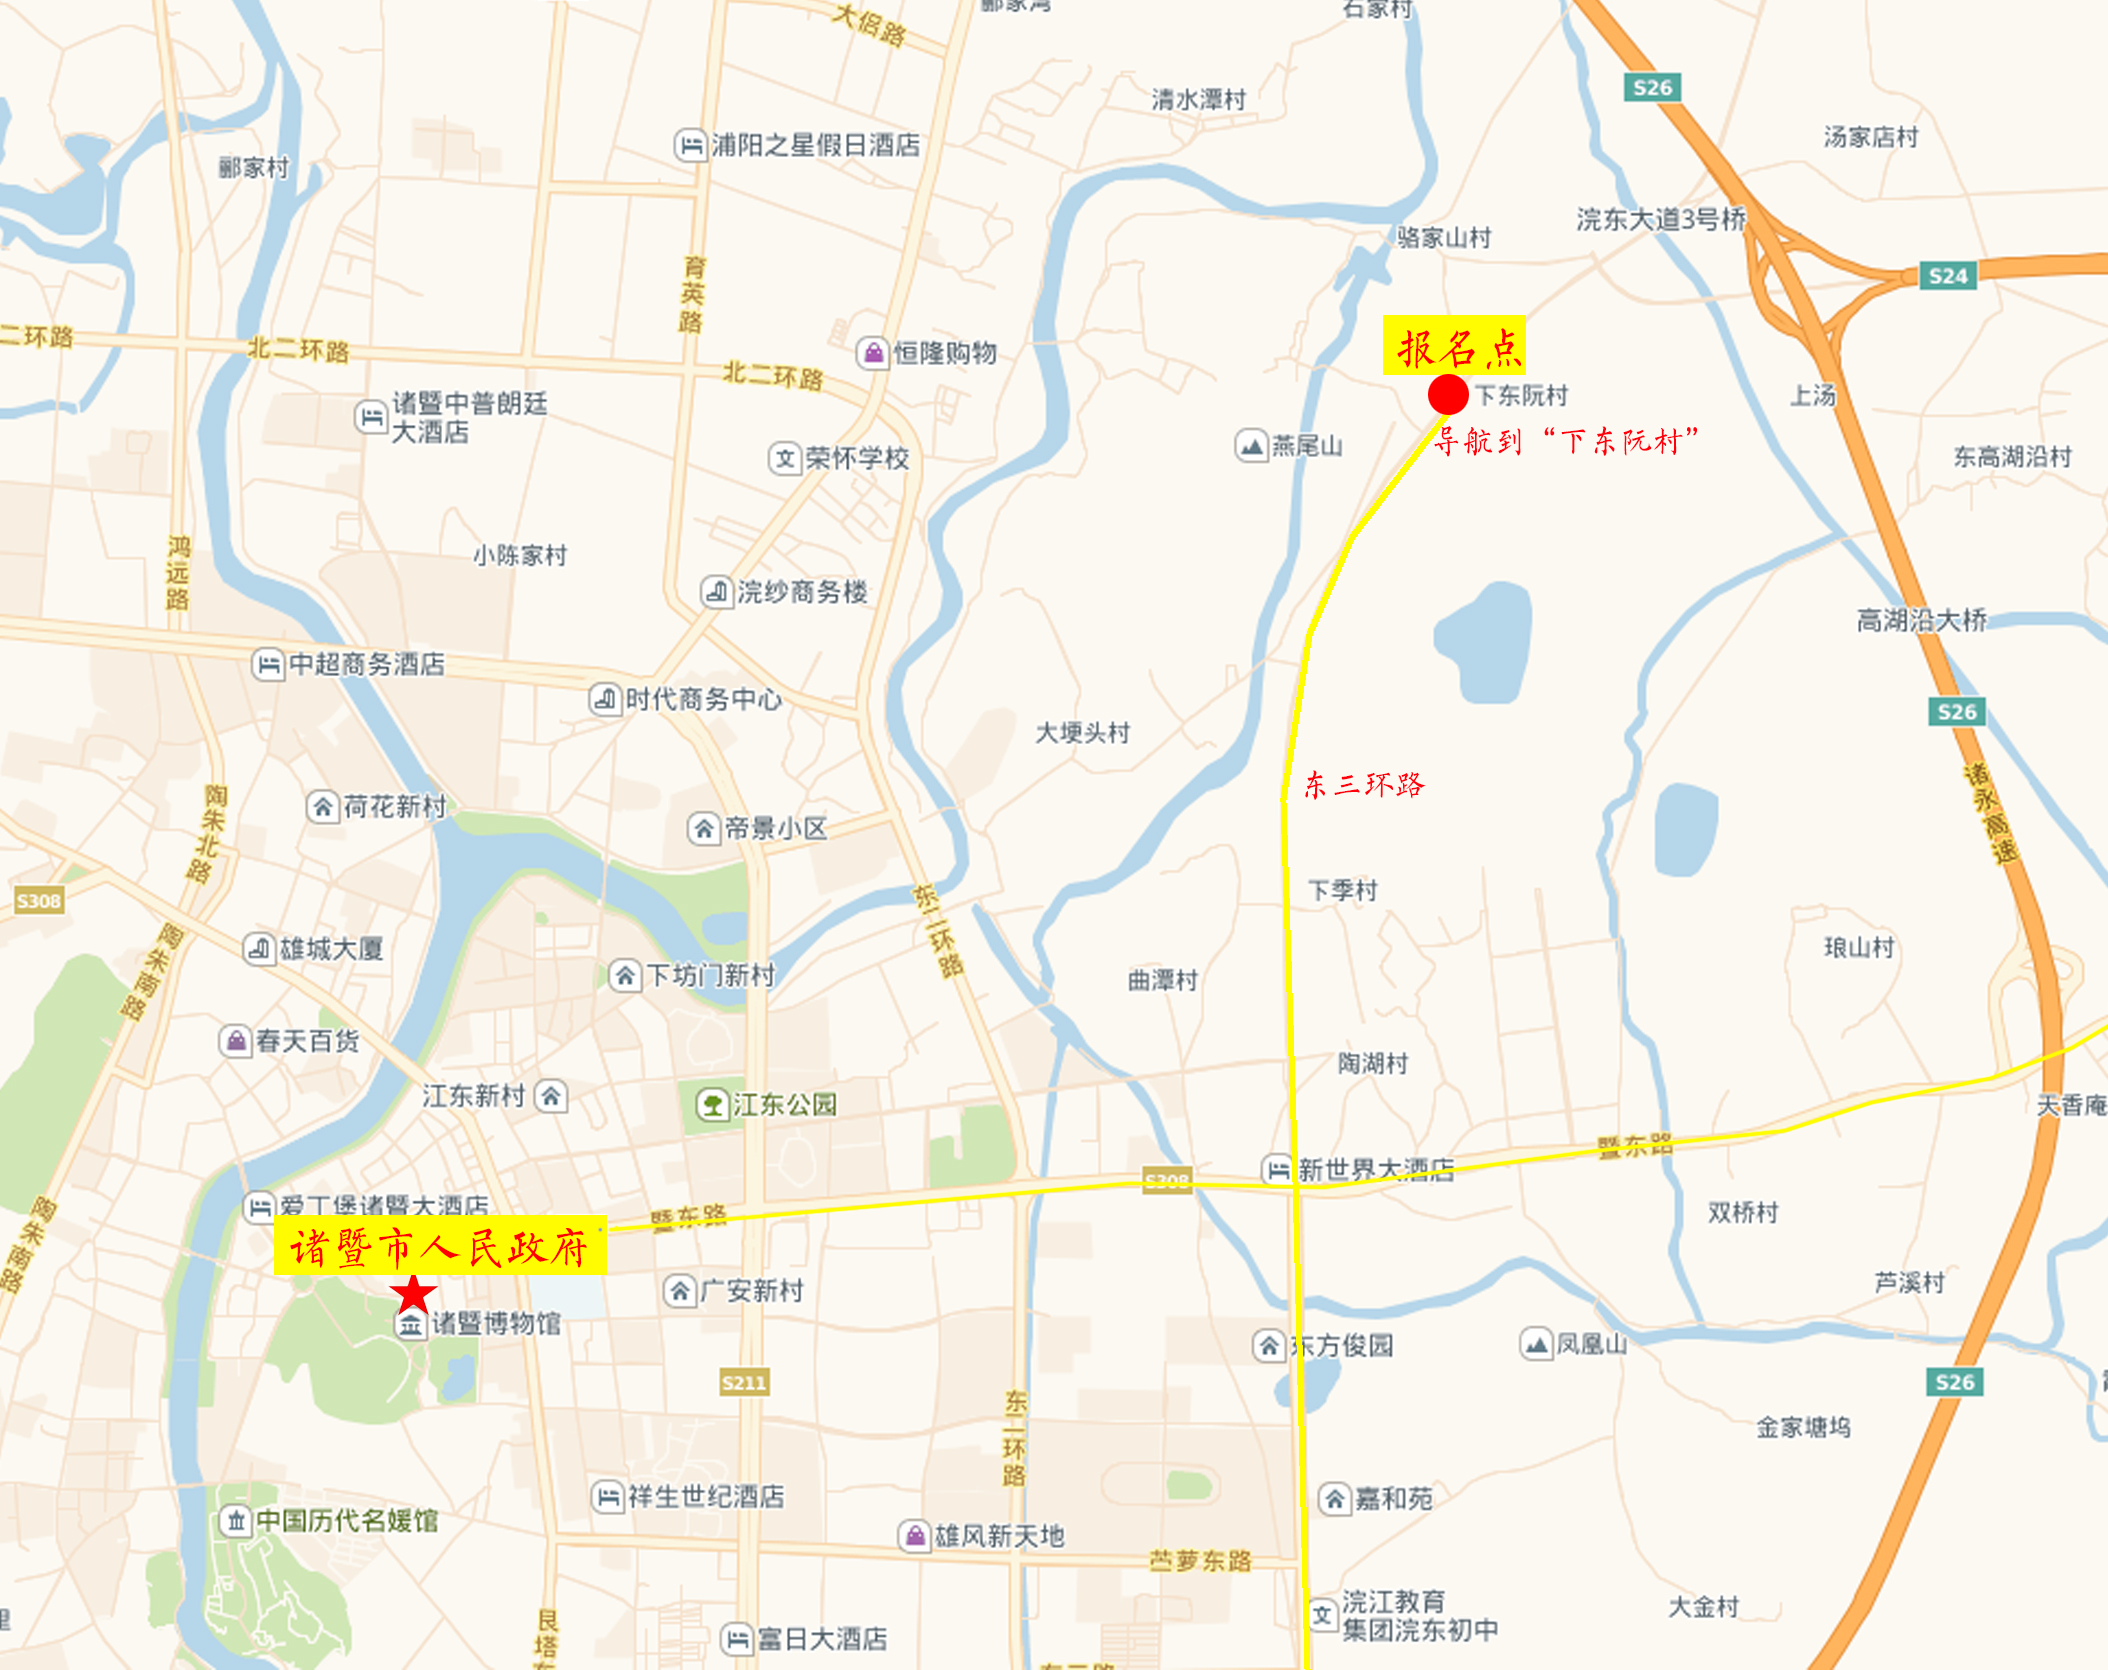 石家村
大侣路
S26
清水潭村
汤家店村
浦阳之星假日酒店
郦家村
浣东大道3号桥
骆家山村
S24
育英路
二环路
北二环路
恒隆购物
报名点
北二环路
下东阮村
上汤
诸暨中普朗廷
大酒店
导航到“下东阮村”
燕尾山
荣怀学校
东高湖沿村
小陈家村
鸿远路
浣纱商务楼
高湖沿大桥
中超商务酒店
时代商务中心
S26
大埂头村
诸永高速
东三环路
荷花新村
陶朱北路
帝景小区
S308
下季村
东二环路
雄城大厦
陶朱南路
下坊门新村
曲潭村
琅山村
春天百货
陶湖村
江东新村
江东公园
天香庵
暨东路
新世界大酒店
S308
爱丁堡诸暨大酒店
陶朱南路
暨东路
双桥村
诸暨市人民政府
广安新村
芦溪村
诸暨博物馆
东方俊园
凤凰山
S211
S26
东二环路
金家塘坞
祥生世纪酒店
嘉和苑
中国历代名媛馆
雄风新天地
苎萝东路
浣江教育
集团浣东初中
大金村
艮塔东
富日大酒店